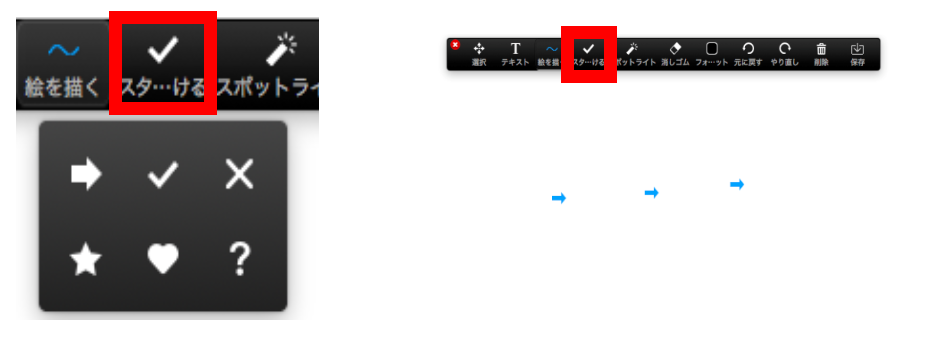 絵を描く スタ…ける スポットラ
選択 テキスト 絵を描 スタ…ける ポットライト 消しゴム フォ…ット 元に戻す やり直し 削除 保存